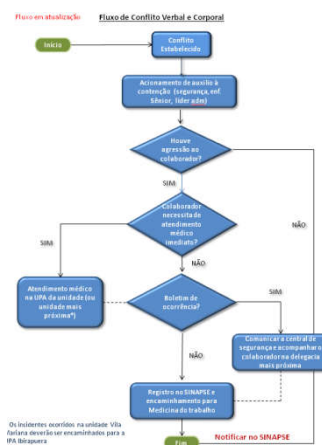 Fluxo em atualização
Fluxo de Conflito Verbal e Corporal
Início
Conflito
Estabelecido
Acionamento de auxílio à
contenção (segurança, enf.
Sênior, líder adm)
Houve
agressão ao
colaborador?
SIM
Colaborador
necessita de
atendimento
médico
imediato?
NÃO
SIM
NÃO
Atendimento médico
na UPA da unidade (ou
unidade mais
próxima*)
Boletim de
ocorrência?
SIM
Comunicar a central de
segurança e acompanhar o
colaborador na delegacia
mais próxima
NÃO
Registro no SINAPSE e
encaminhamento para
Medicina do trabalho
Os incidentes ocorridos na unidade Vila
Mariana deverão ser encaminhados para a
UPA Ibirapuera
Notificar no SINAPSE
Fim